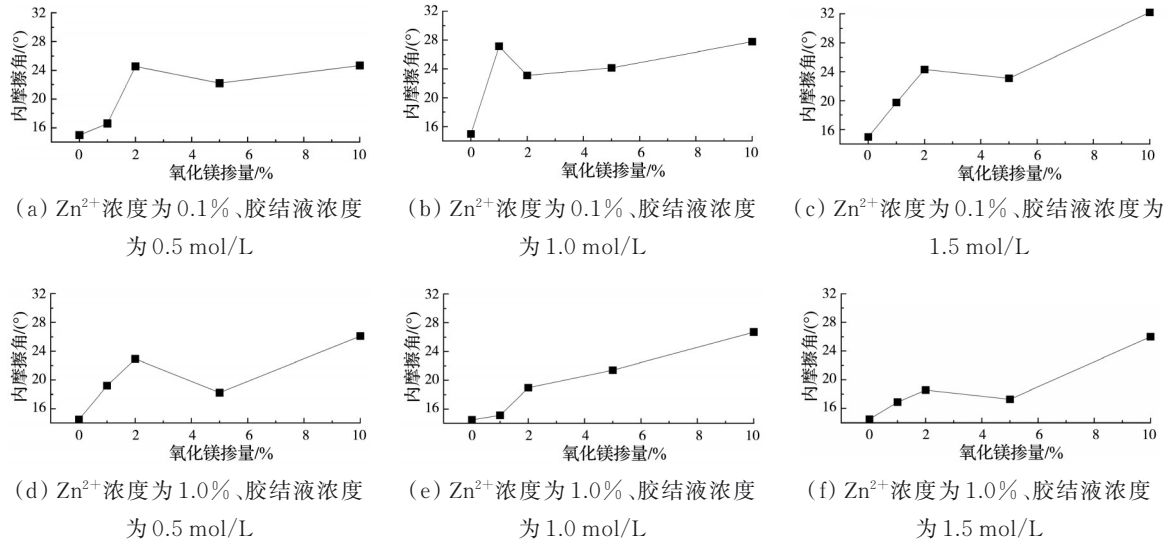 32
28
24
20
16
内摩擦角/(°)
0 2 4 6 8 10
氧化镁掺量/%
(a) Zn²⁺浓度为0.1%、胶结液浓度
为0.5 mol/L
32
28
24
20
16
内摩擦角/(°)
0 2 4 6 8 10
氧化镁掺量/%
(b) Zn²⁺浓度为0.1%、胶结液浓度
为1.0 mol/L
32
28
24
20
16
内摩擦角/(°)
0 2 4 6 8 10
氧化镁掺量/%
(c) Zn²⁺浓度为0.1%、胶结液浓度为
1.5 mol/L
32
28
24
20
16
内摩擦角/(°)
0 2 4 6 8 10
氧化镁掺量/%
(d) Zn²⁺浓度为1.0%、胶结液浓度
为0.5 mol/L
32
28
24
20
16
内摩擦角/(°)
0 2 4 6 8 10
氧化镁掺量/%
(e) Zn²⁺浓度为1.0%、胶结液浓度
为1.0 mol/L
32
28
24
20
16
内摩擦角/(°)
0 2 4 6 8 10
氧化镁掺量/%
(f) Zn²⁺浓度为1.0%、胶结液浓度
为1.5 mol/L